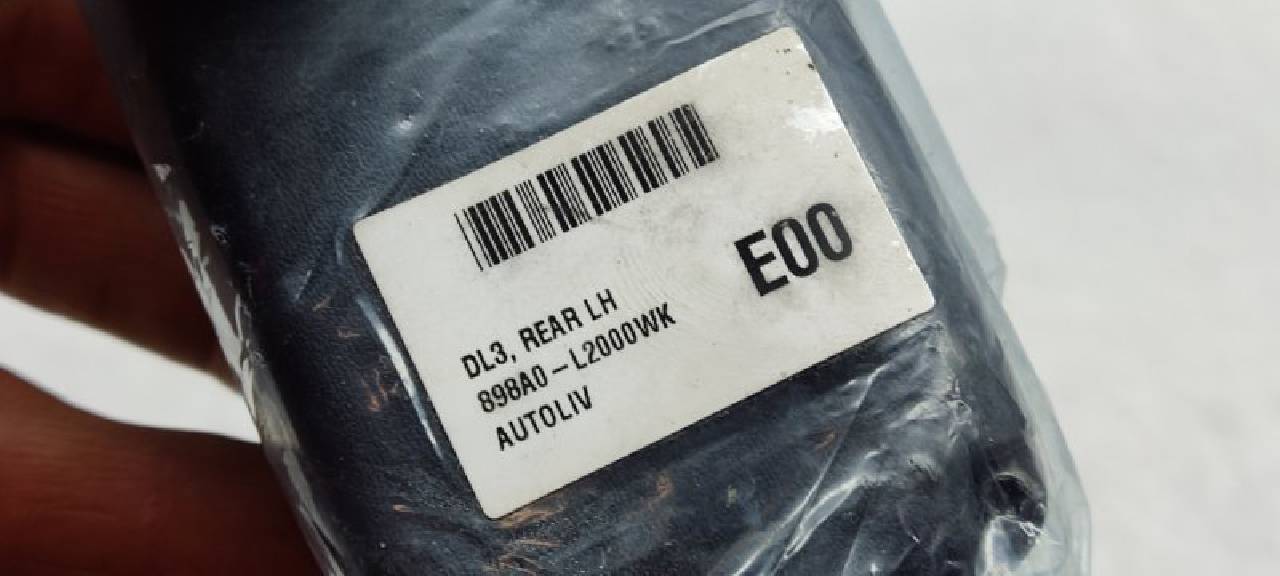 E00
DL3, REAR LH
898A0-L2000WK
AUTOLIV